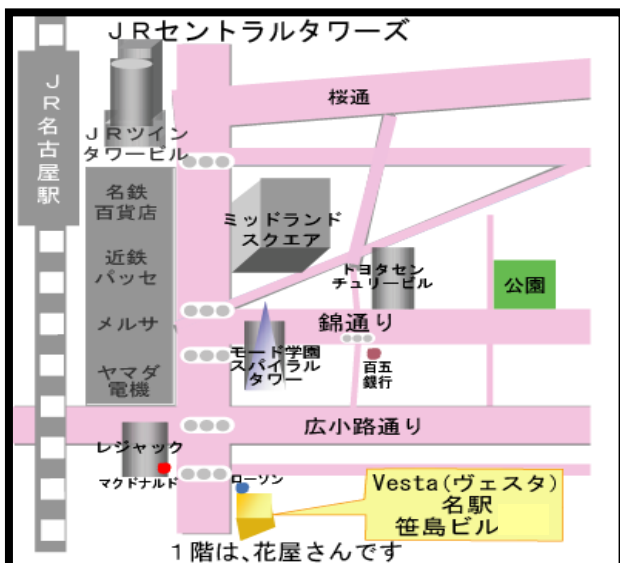 JRセントラルタワーズ
JR名古屋駅
桜通
JRツイン
タワービル
名鉄
百貨店
ミッドランド
スクエア
近鉄
パッセ
トヨタセン
チュリービル
公園
メルサ
錦通り
モード学園
スパイラル
タワー
百五
銀行
ヤマダ
電機
広小路通り
レジャック
マクドナルド
ローソン
Vesta(ヴェスタ)
名駅
笹島ビル
1階は、花屋さんです